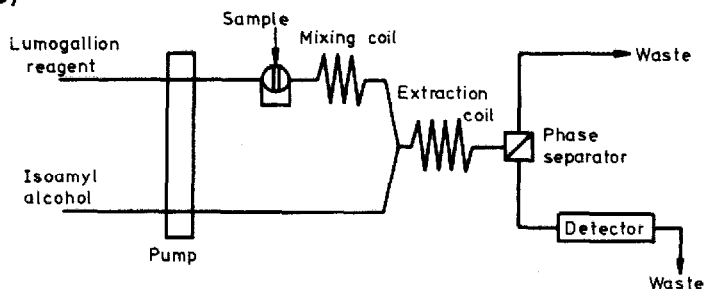 Sample
Lumogallion
reagent
Mixing coil
Extraction
coil
Waste
Phase
separator
Isoamyl
alcohol
Pump
Detector
Waste